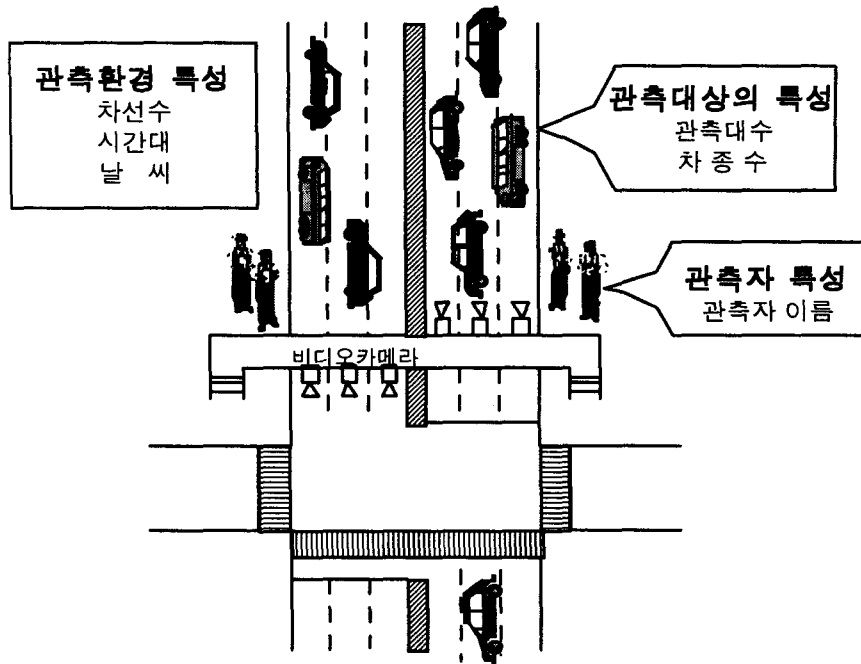 관측환경 특성
차선수
시간대
날 씨
관측대상의 특성
관측대수
차 종 수
관측자 특성
관측자 이름
비디오카메라